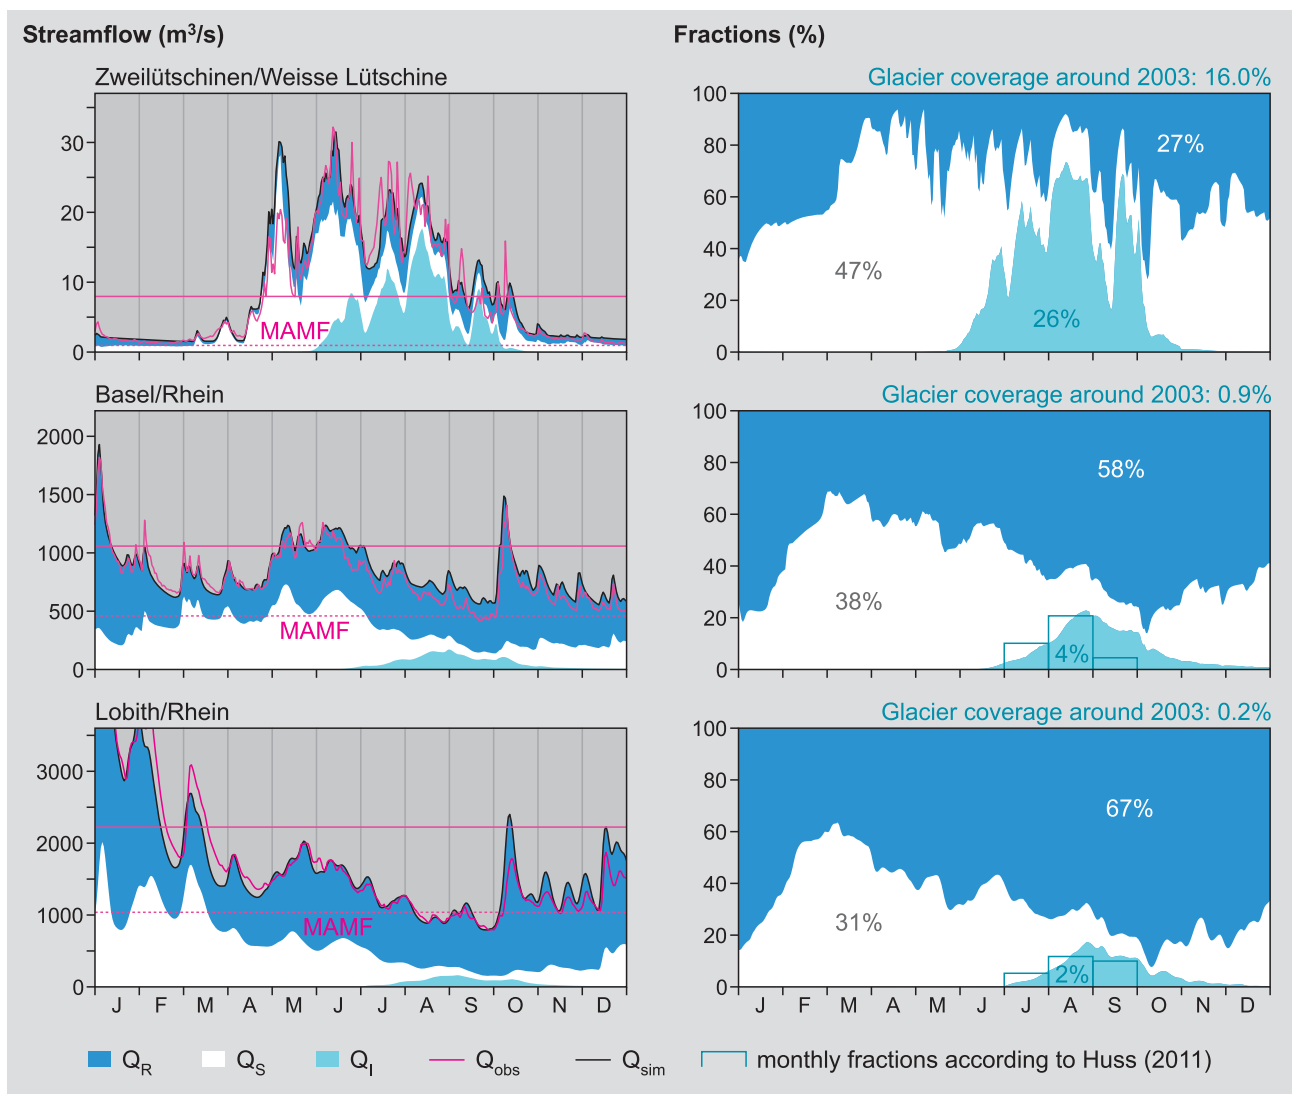 Streamflow (m³/s)
Fractions (%)
Zweilütschinen/Weisse Lütschine
Glacier coverage around 2003: 16.0%
30
20
10
0
MAMF
100
80
60
40
20
0
27%
47%
26%
Basel/Rhein
Glacier coverage around 2003: 0.9%
2000
1500
1000
500
0
MAMF
100
80
60
40
20
0
58%
38%
4%
Lobith/Rhein
Glacier coverage around 2003: 0.2%
3000
2000
1000
0
MAMF
J F M A M J J A S O N D
100
80
60
40
20
0
67%
31%
2%
J F M A M J J A S O N D
Q_R Q_S Q_I Q_obs Q_sim monthly fractions according to Huss (2011)